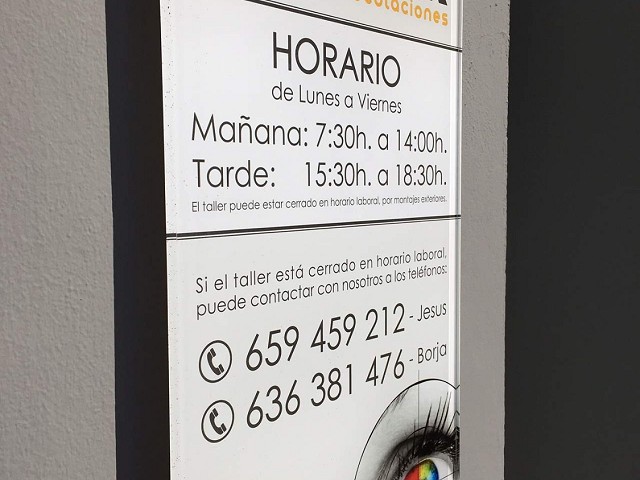 HORARIO
de Lunes a Viernes
Mañana: 7:30h. a 14:00h.
Tarde: 15:30h. a 18:30h.
El taller puede estar cerrado en horario laboral, por montajes exteriores.
Si el taller está cerrado en horario laboral,
puede contactar con nosotros a los teléfonos:
659 459 212 - Jesus
636 381 476 - Borja